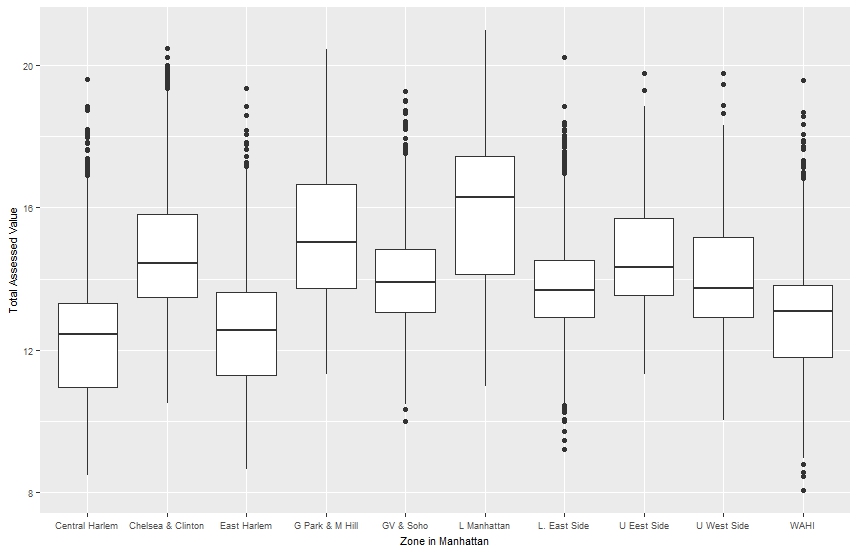 Total Assessed Value
20
16
12
8
Central Harlem
Chelsea & Clinton
East Harlem
G Park & M Hill
GV & Soho
L Manhattan
L. East Side
U Eest Side
U West Side
WAHI
Zone in Manhattan